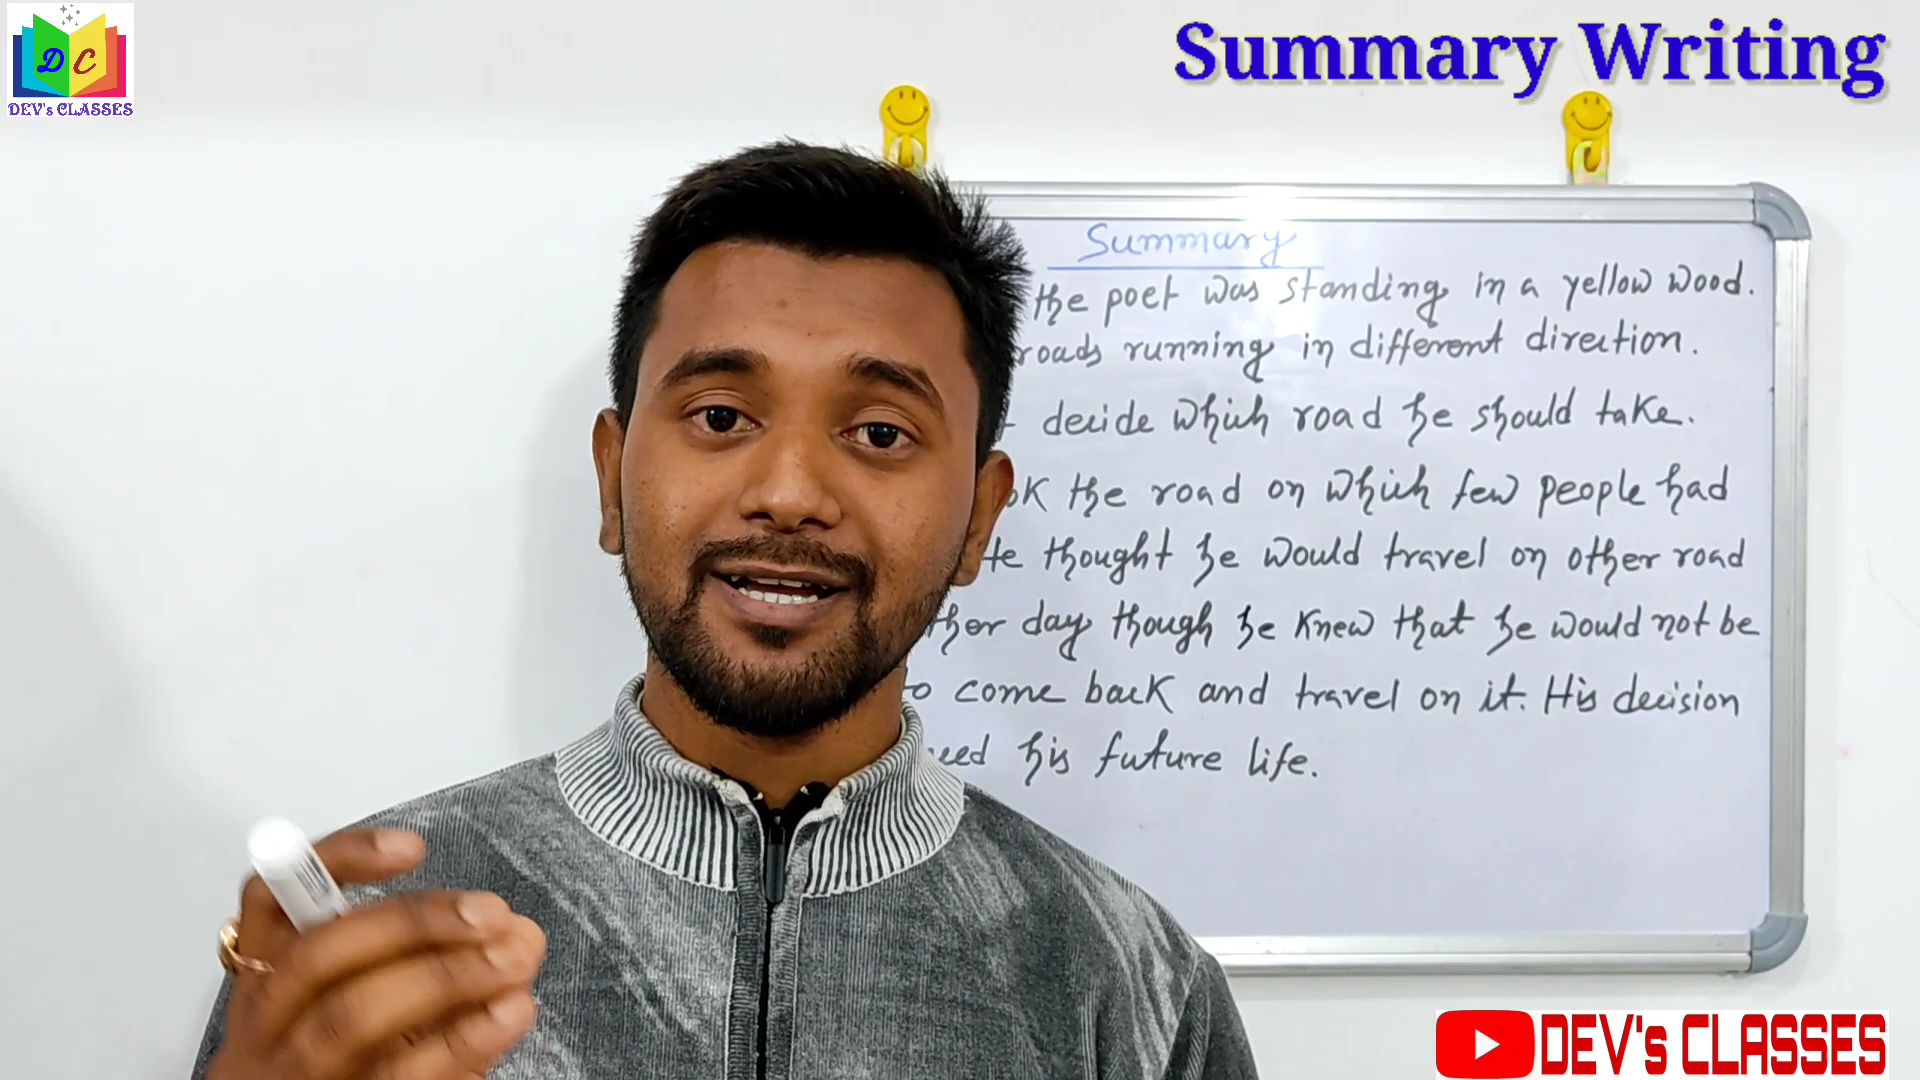 D C
DEV's CLASSES
Summary Writing
Summary
the poet was standing in a yellow wood.
roads running in different direction.
decide which road he should take.
the road on which few people had
thought he would travel on other road
day though he knew that he would not be
to come back and travel on it. His decision
his future life.
DEV's CLASSES